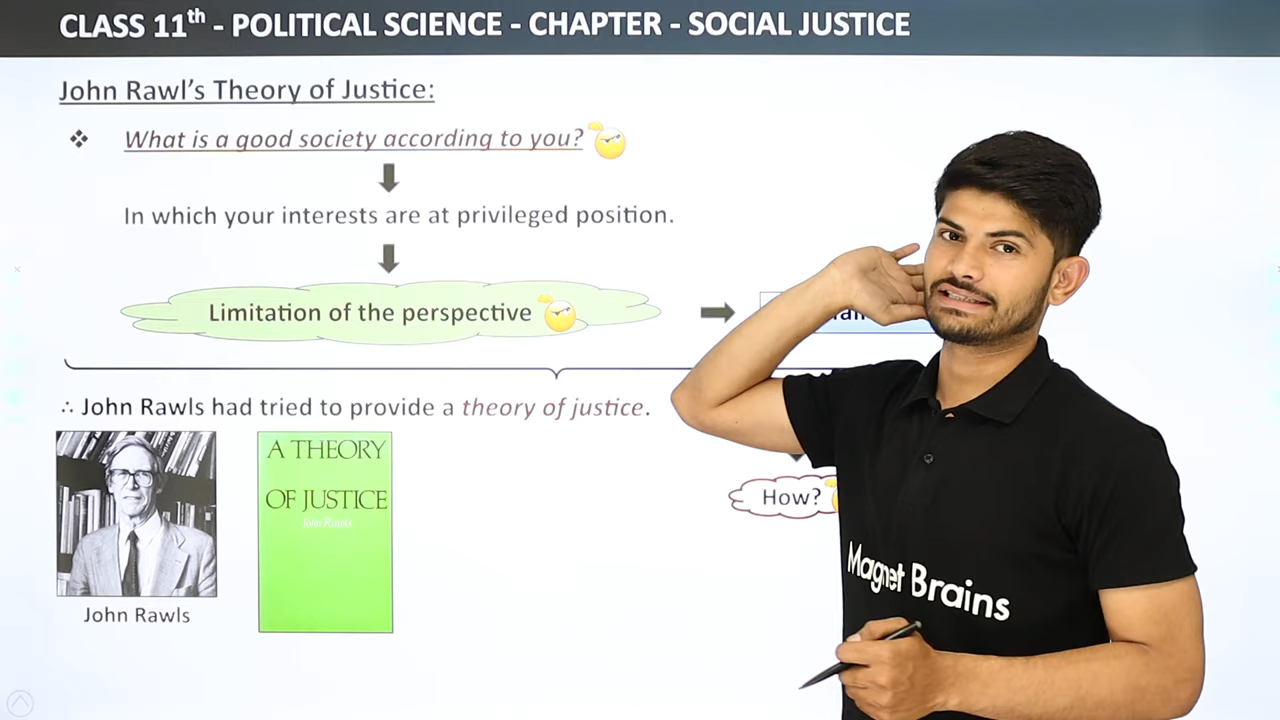 CLASS 11th - POLITICAL SCIENCE - CHAPTER - SOCIAL JUSTICE
John Rawl's Theory of Justice:
❖ What is a good society according to you?
In which your interests are at privileged position.
Limitation of the perspective
∴ John Rawls had tried to provide a theory of justice.
A THEORY
OF JUSTICE
John Rawls
How?
Magnet Brains
John Rawls